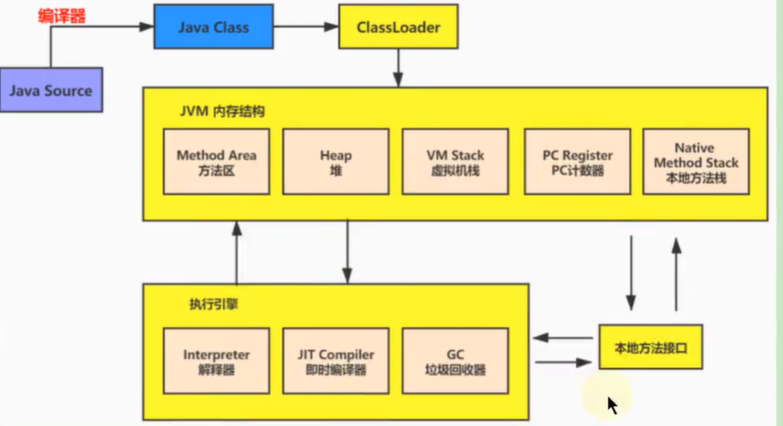 编译器
Java Class
ClassLoader
Java Source
JVM 内存结构
Method Area
方法区
Heap
堆
VM Stack
虚拟机栈
PC Register
PC计数器
Native
Method Stack
本地方法栈
执行引擎
Interpreter
解释器
JIT Compiler
即时编译器
GC
垃圾回收器
本地方法接口